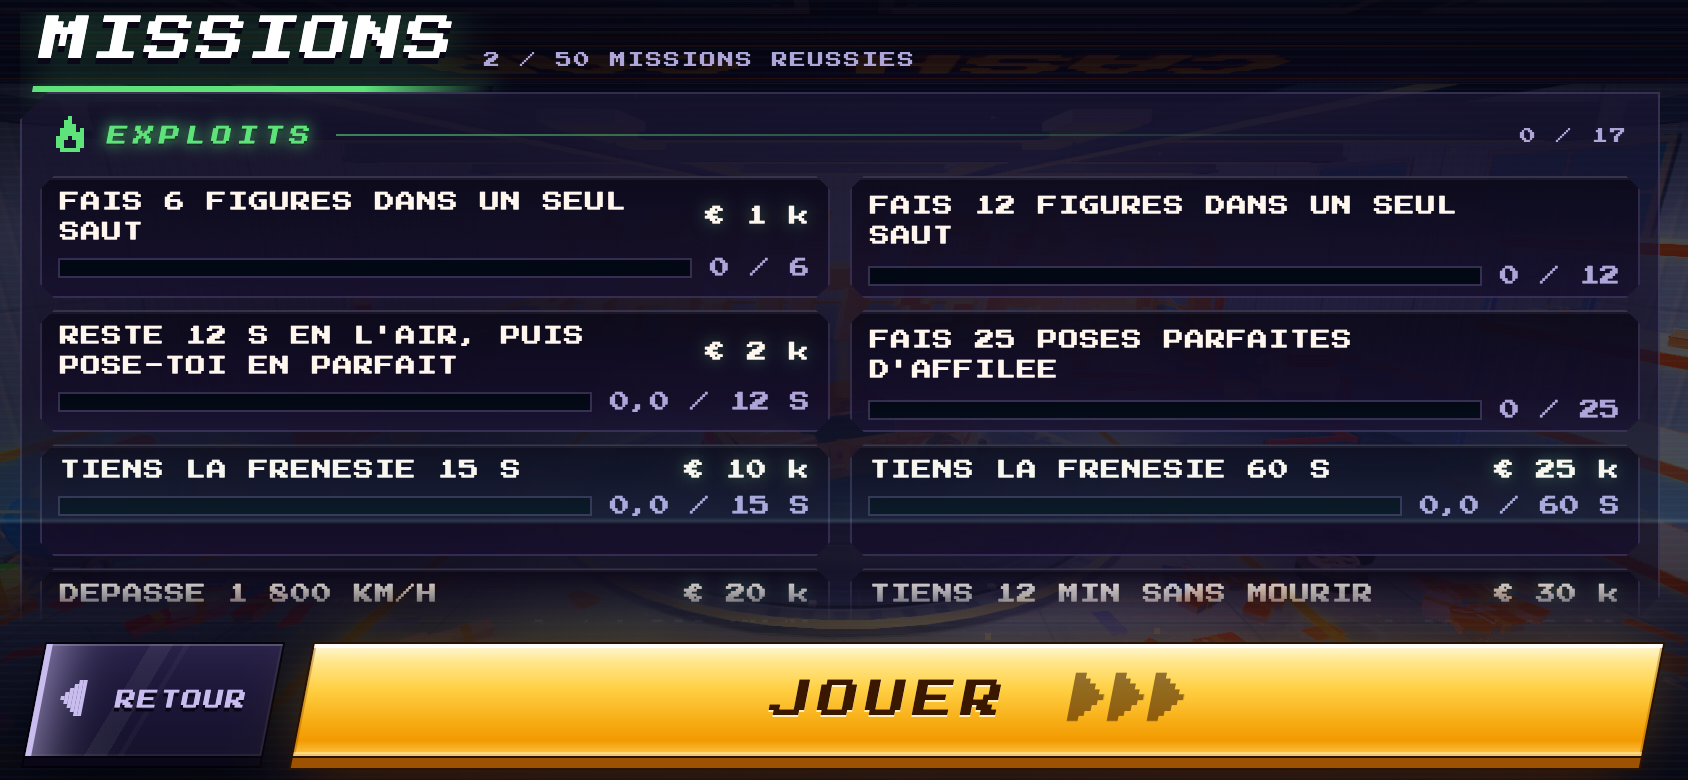 MISSIONS
2 / 50 MISSIONS REUSSIES
EXPLOITS
0 / 17
FAIS 6 FIGURES DANS UN SEUL
SAUT
€ 1 k
0 / 6
FAIS 12 FIGURES DANS UN SEUL
SAUT
0 / 12
RESTE 12 S EN L'AIR, PUIS
POSE-TOI EN PARFAIT
€ 2 k
0,0 / 12 S
FAIS 25 POSES PARFAITES
D'AFFILEE
0 / 25
TIENS LA FRENESIE 15 S
€ 10 k
0,0 / 15 S
TIENS LA FRENESIE 60 S
€ 25 k
0,0 / 60 S
DEPASSE 1 800 KM/H
€ 20 k
TIENS 12 MIN SANS MOURIR
€ 30 k
RETOUR
JOUER